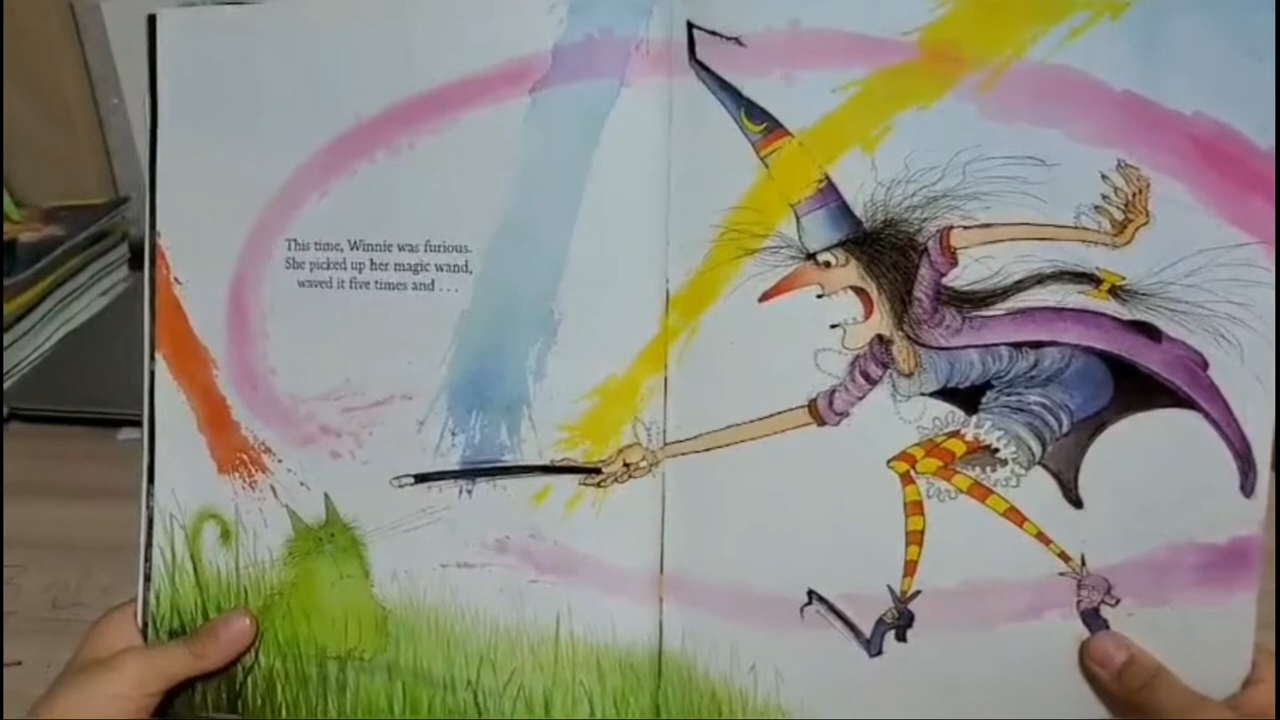 This time, Winnie was furious.
She picked up her magic wand,
waved it five times and . . .